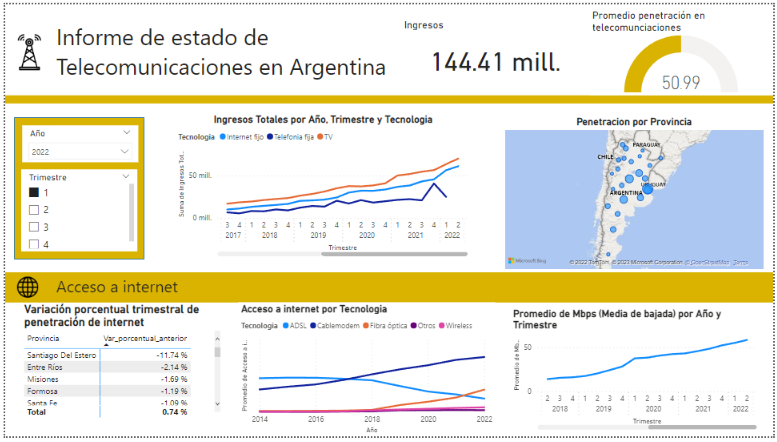 Informe de estado de
Telecomunicaciones en Argentina
Ingresos
144.41 mill.
Promedio penetración en
telecomunciaciones
50.99
Año
2022
Trimestre
1
2
3
4
Ingresos Totales por Año, Trimestre y Tecnologia
Tecnologia Internet fijo Telefonia fija TV
Suma de Ingresos Tot...
50 mill.
0 mill.
3 4 1 2 3 4 1 2 3 4 1 2 3 4 1 2 3 4 1 2
2017 2018 2019 2020 2021 2022
Trimestre
Penetracion por Provincia
PARAGUAY
CHILE
URUGUAY
ARGENTINA
Microsoft Bing
© 2022 TomTom, © 2023 Microsoft Corporation, © OpenStreetMap Terms
Acceso a internet
Variación porcentual trimestral de
penetración de internet
Provincia Var_porcentual_anterior
Santiago Del Estero -11.74 %
Entre Ríos -2.14 %
Misiones -1.69 %
Formosa -1.19 %
Santa Fe -1.09 %
Total 0.74 %
Acceso a internet por Tecnologia
Tecnologia ADSL Cablemodem Fibra óptica Otros Wireless
Promedio de Acceso a i...
2014 2016 2018 2020 2022
Año
Promedio de Mbps (Media de bajada) por Año y
Trimestre
Promedio de Mb...
50
0
2 3 4 1 2 3 4 1 2 3 4 1 2 3 4 1 2
2018 2019 2020 2021 2022
Trimestre